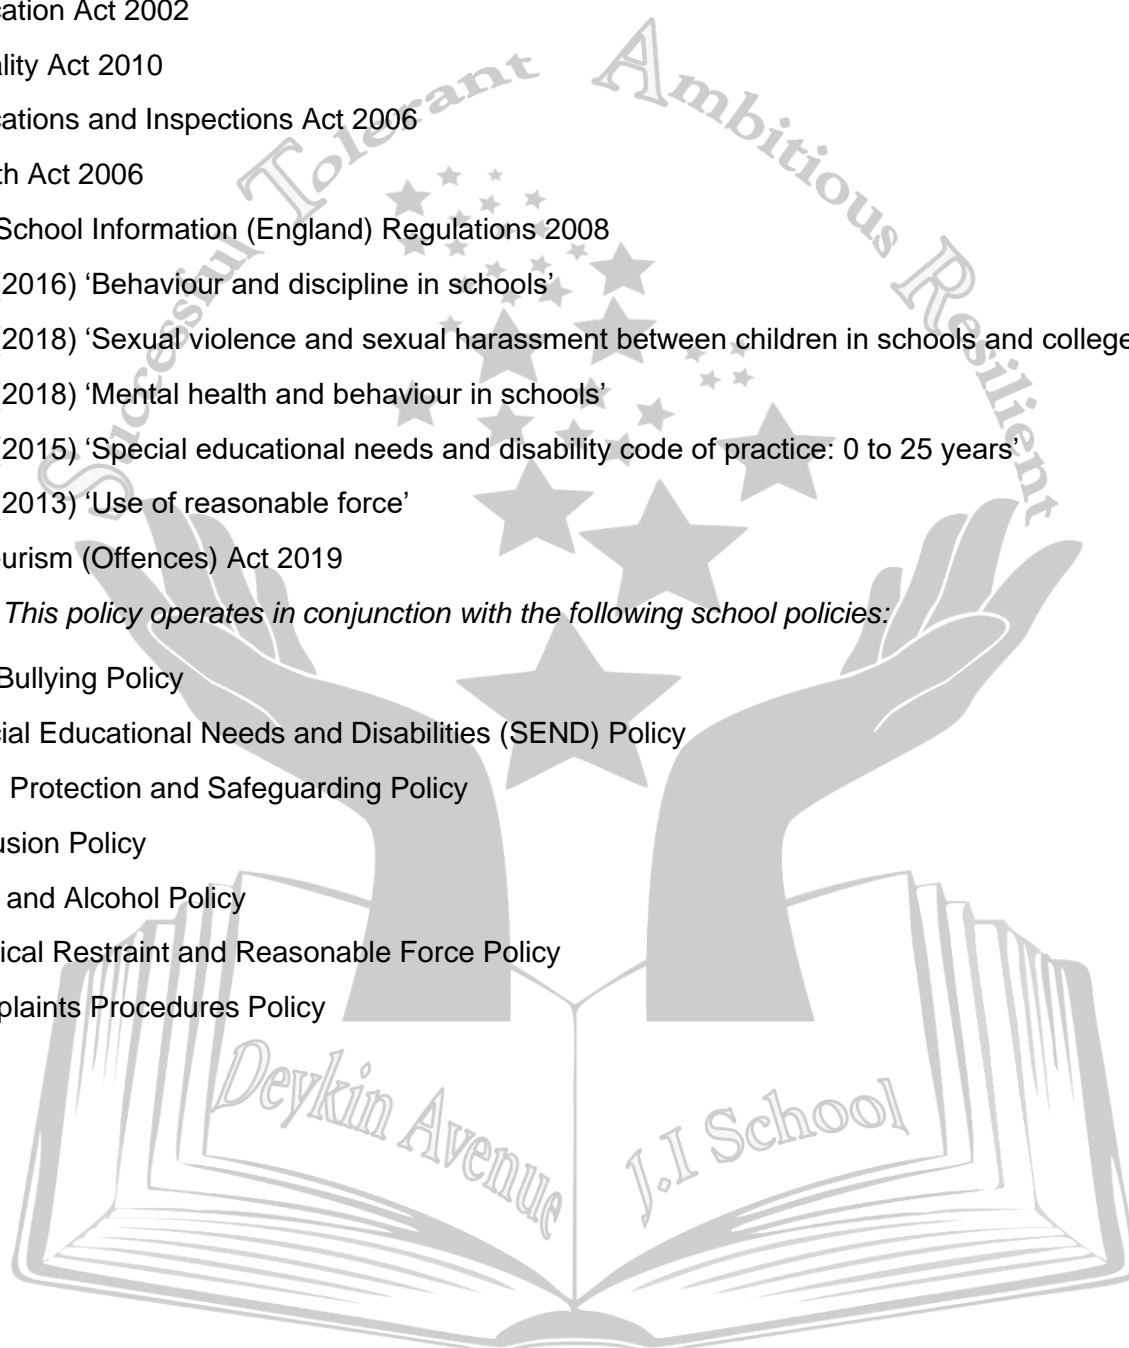 cation Act 2002
ality Act 2010
cations and Inspections Act 2006
th Act 2006
School Information (England) Regulations 2008
(2016) ‘Behaviour and discipline in schools’
(2018) ‘Sexual violence and sexual harassment between children in schools and college
(2018) ‘Mental health and behaviour in schools’
(2015) ‘Special educational needs and disability code of practice: 0 to 25 years’
(2013) ‘Use of reasonable force’
eurism (Offences) Act 2019
This policy operates in conjunction with the following school policies:
Bullying Policy
cial Educational Needs and Disabilities (SEND) Policy
Protection and Safeguarding Policy
usion Policy
and Alcohol Policy
ical Restraint and Reasonable Force Policy
plaints Procedures Policy
Successful Tolerant Ambitious Resilient
Deykin Avenue J.I School